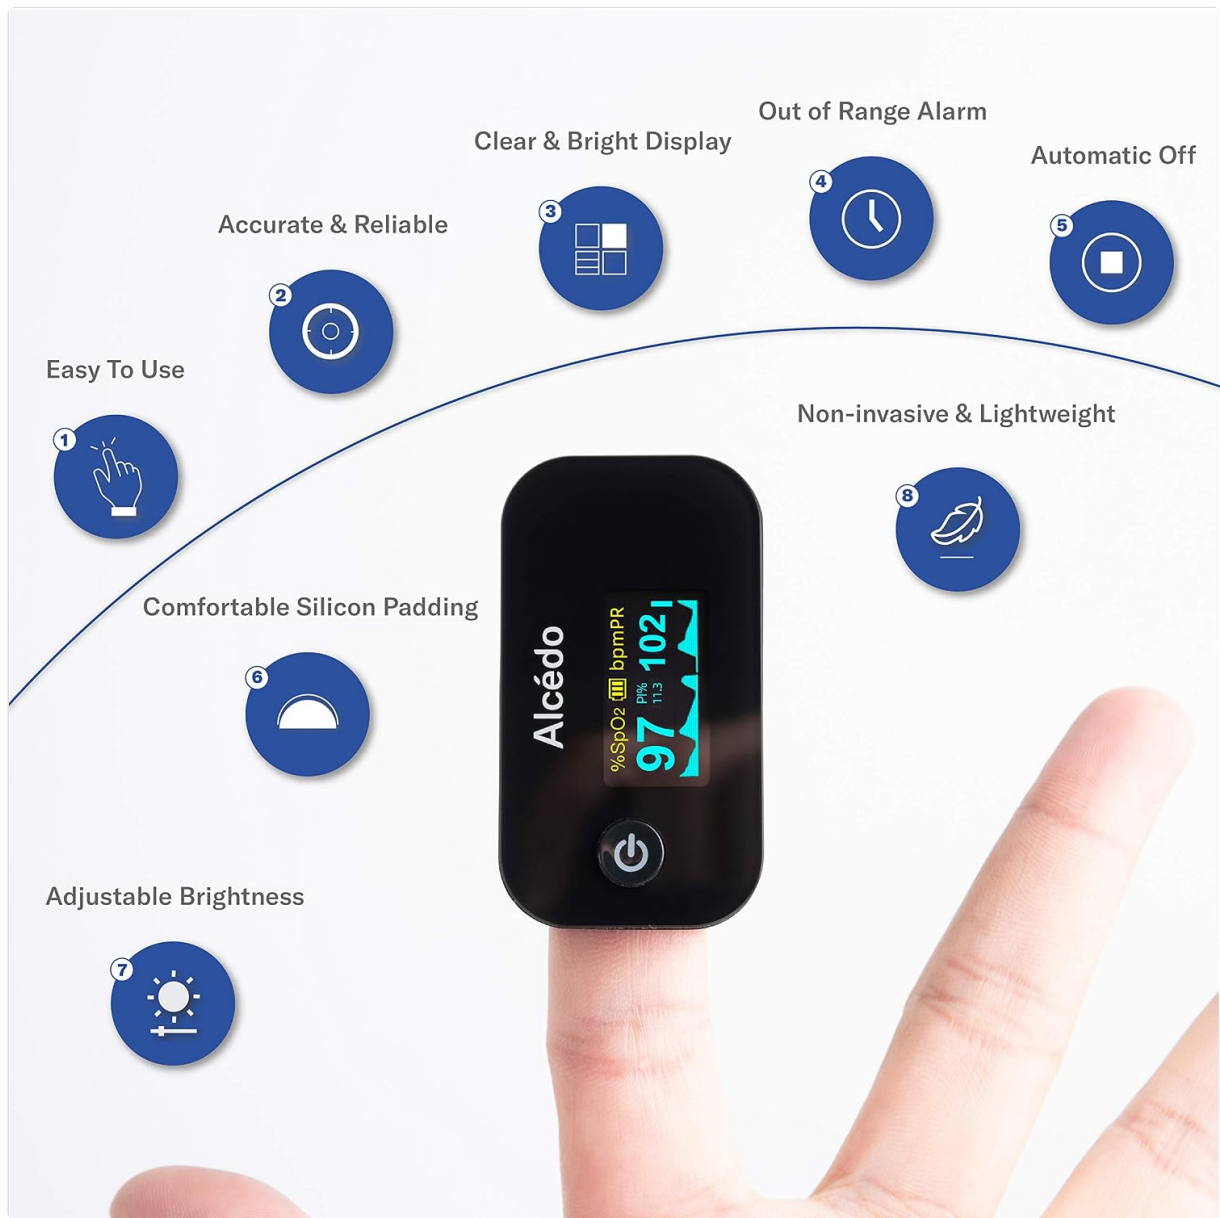 Out of Range Alarm
4
Clear & Bright Display
3
Automatic Off
5
Accurate & Reliable
2
Easy To Use
1
Non-invasive & Lightweight
8
Comfortable Silicon Padding
6
Alcédo
%SpO2 bpmPR
97 PI% 102
11.3
Adjustable Brightness
7